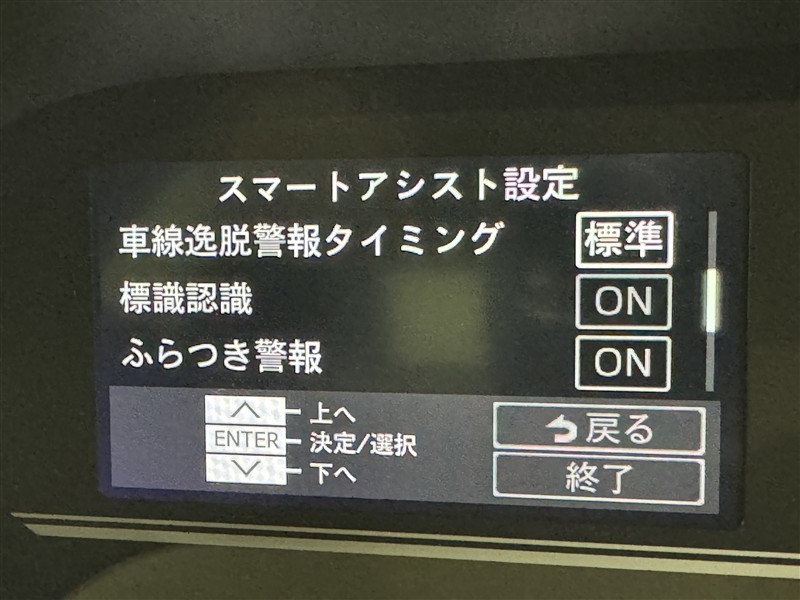 スマートアシスト設定
車線逸脱警報タイミング 標準
標識認識 ON
ふらつき警報 ON
上へ
ENTER 決定/選択
下へ
戻る
終了